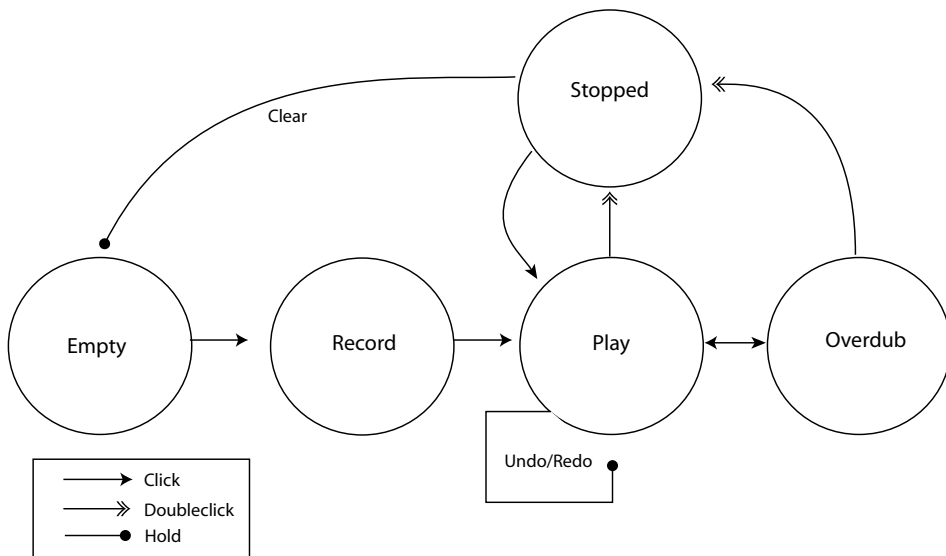 Stopped
Clear
Empty
Record
Play
Overdub
Undo/Redo
Click
Doubleclick
Hold